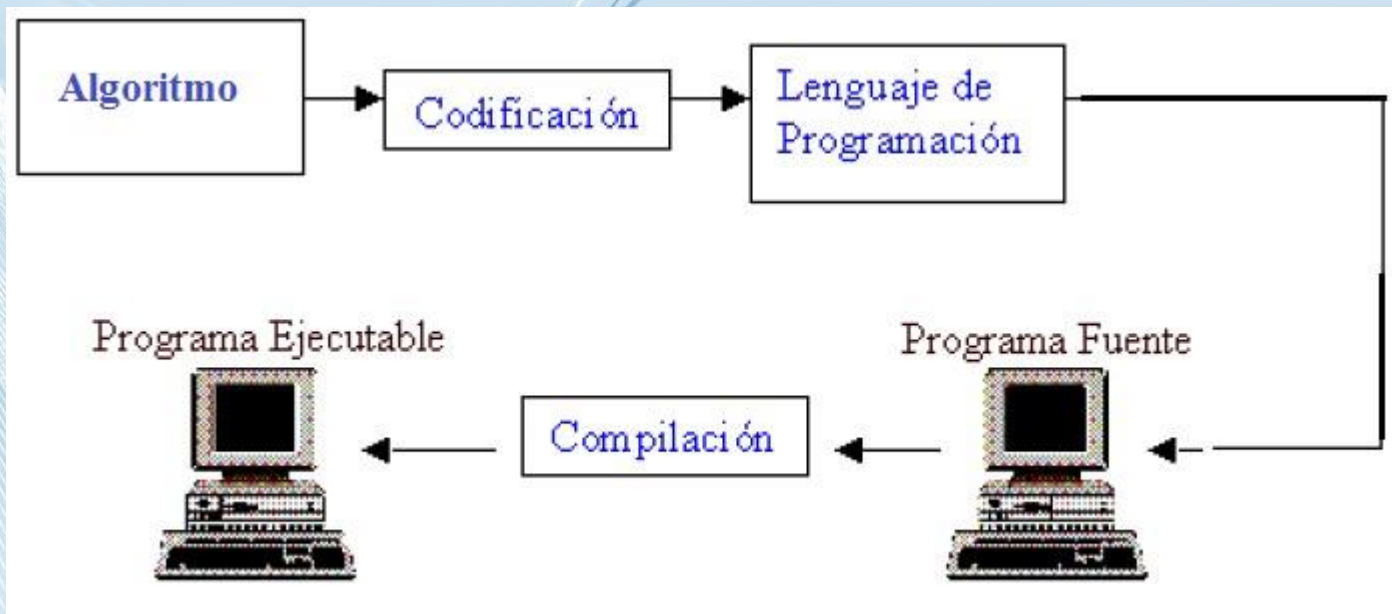 Algoritmo
Codificación
Lenguaje de
Programación
Programa Ejecutable
Programa Fuente
Compilación